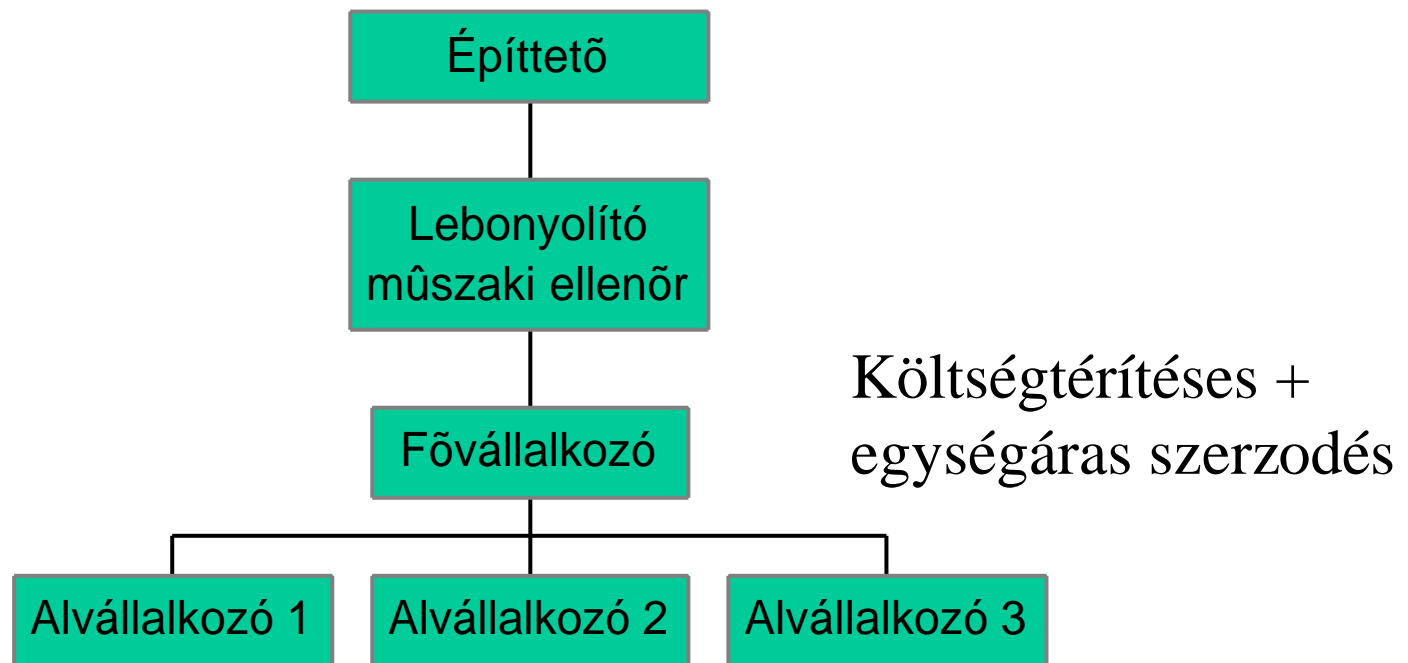 Építtetõ
Lebonyolító
mûszaki ellenõr
Fõvállalkozó
Költségtérítéses +
egységáras szerzodés
Alvállalkozó 1
Alvállalkozó 2
Alvállalkozó 3